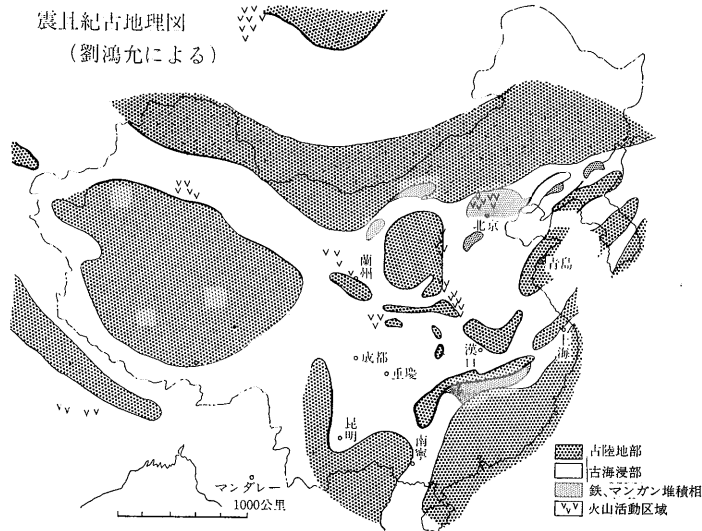 震旦紀古地理図
(劉鴻允による)
北京
蘭州
青島
上海
漢口
成都
重慶
昆明
南寧
マンダレー
1000公里
古陸地部
古海浸部
鉄、マンガン堆積相
火山活動区域